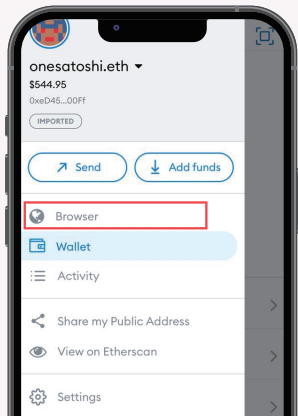 onesatoshi.eth
$544.95
0xeD45...00Ff
IMPORTED
Send
Add funds
Browser
Wallet
Activity
Share my Public Address
View on Etherscan
Settings